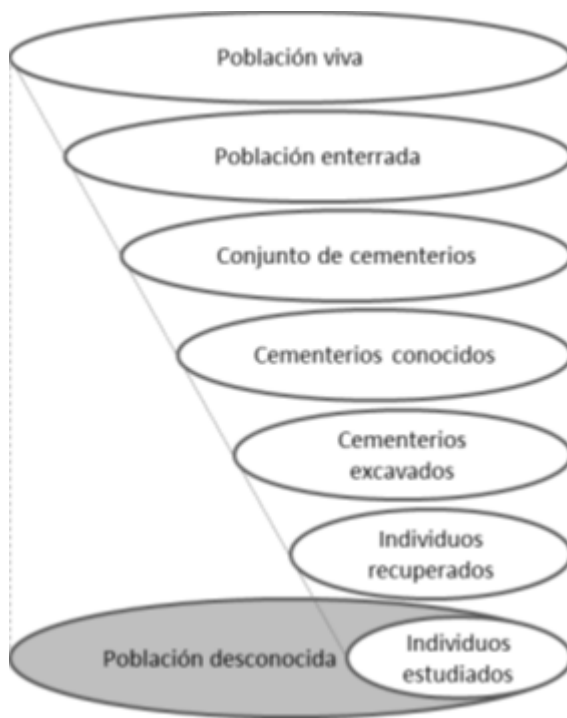 Población viva
Población enterrada
Conjunto de cementerios
Cementerios conocidos
Cementerios
excavados
Individuos
recuperados
Población desconocida
Individuos
estudiados